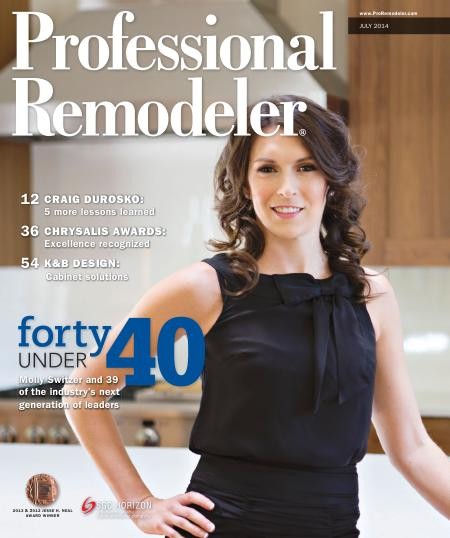 www.ProRemodeler.com
JULY 2014
Professional
Remodeler®
12 CRAIG DUROSKO:
5 more lessons learned
36 CHRYSALIS AWARDS:
Excellence recognized
54 K&B DESIGN:
Cabinet solutions
forty
UNDER 40
Molly Switzer and 39
of the industry's next
generation of leaders
2012 & 2013 JESSE H. NEAL
AWARD WINNER
SGC HORIZON